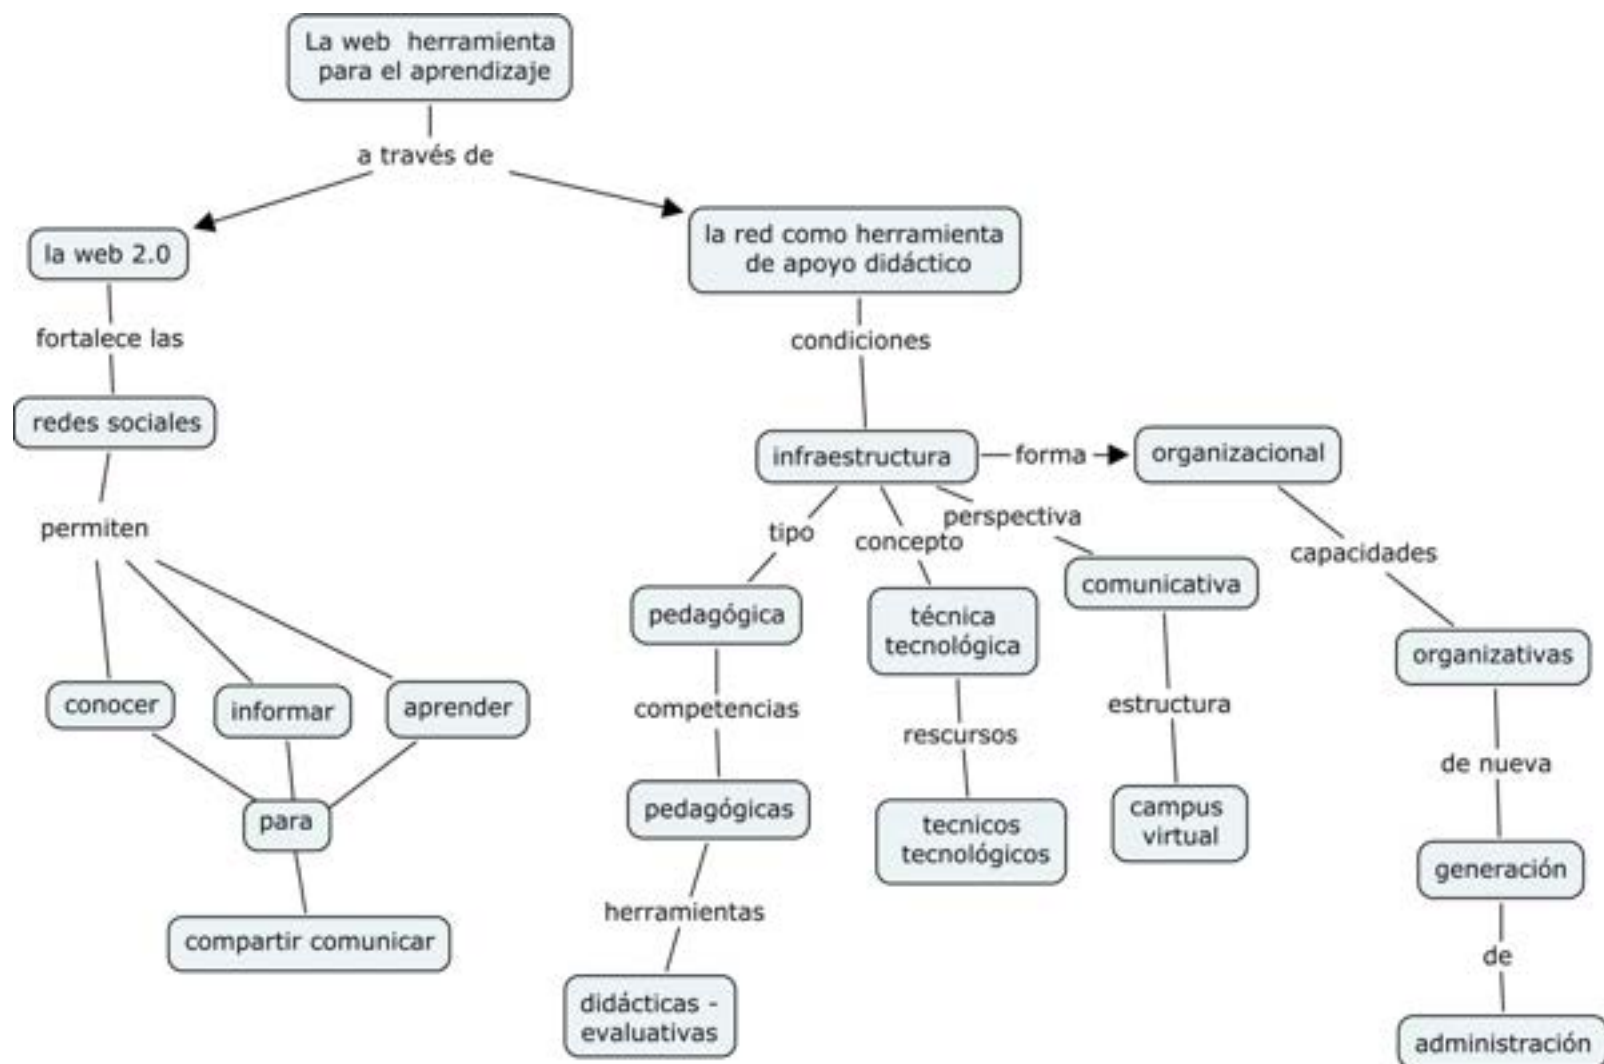 La web herramienta
para el aprendizaje
a través de
la web 2.0
la red como herramienta
de apoyo didáctico
fortalece las
condiciones
redes sociales
infraestructura
forma
organizacional
permiten
tipo
concepto
perspectiva
capacidades
pedagógica
técnica
tecnológica
comunicativa
organizativas
conocer
informar
aprender
competencias
rescursos
estructura
de nueva
para
pedagógicas
tecnicos
tecnológicos
campus
virtual
generación
compartir comunicar
herramientas
de
didácticas -
evaluativas
administración